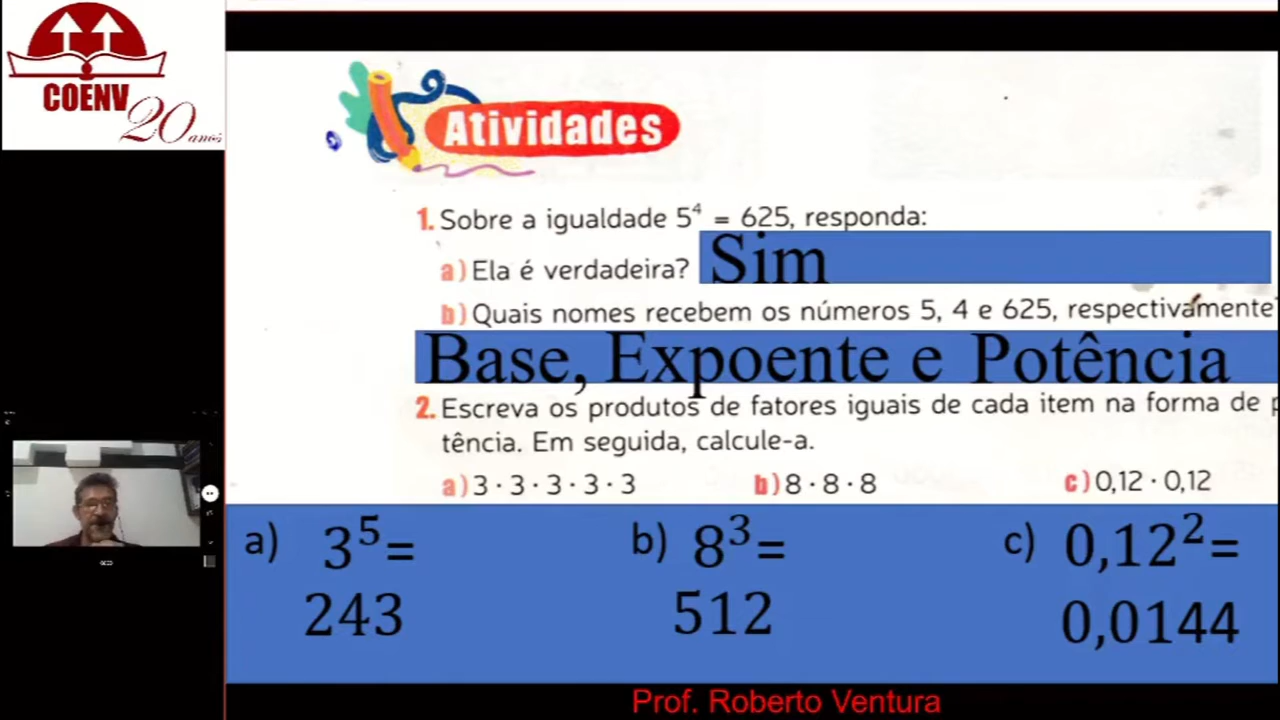 COENV
20 anos
Atividades
1. Sobre a igualdade 5⁴ = 625, responda:
a) Ela é verdadeira? Sim
b) Quais nomes recebem os números 5, 4 e 625, respectivamente
Base, Expoente e Potência
2. Escreva os produtos de fatores iguais de cada item na forma de p
tência. Em seguida, calcule-a.
a) 3 · 3 · 3 · 3 · 3 b) 8 · 8 · 8 c) 0,12 · 0,12
a) 3⁵= b) 8³= c) 0,12²=
243 512 0,0144
Prof. Roberto Ventura